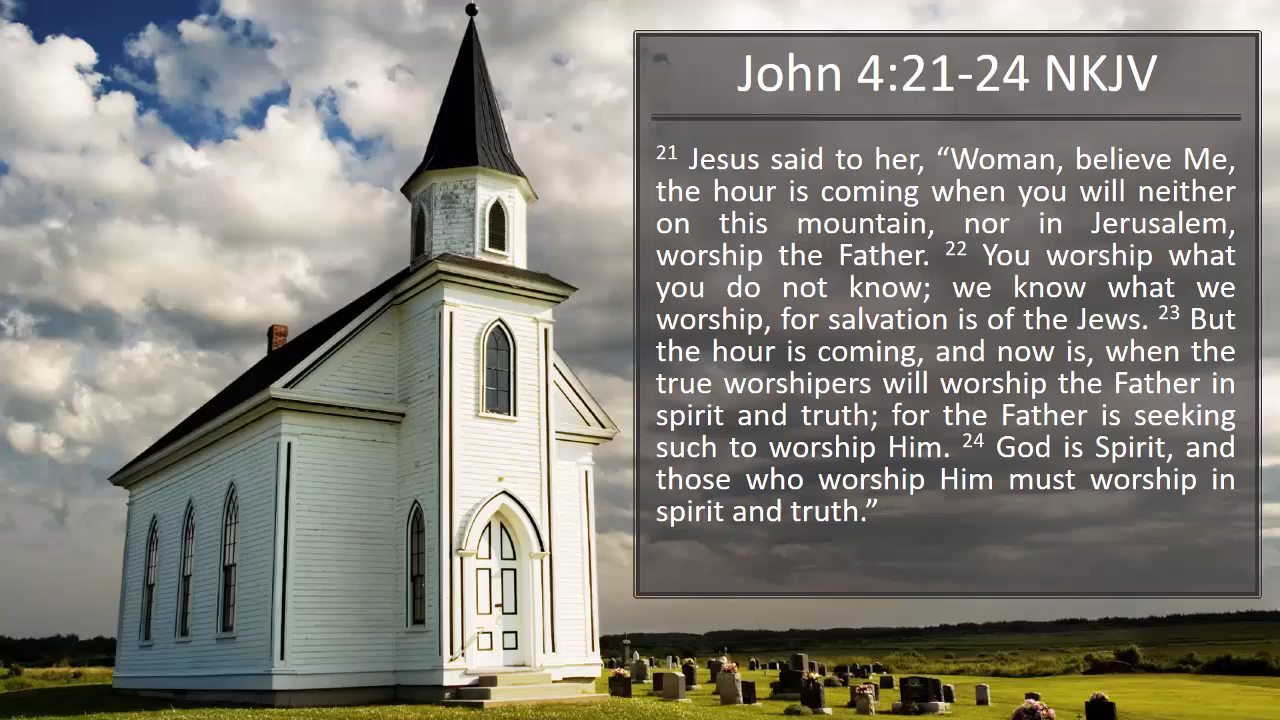 John 4:21-24 NKJV
21 Jesus said to her, “Woman, believe Me,
the hour is coming when you will neither
on this mountain, nor in Jerusalem,
worship the Father. 22 You worship what
you do not know; we know what we
worship, for salvation is of the Jews. 23 But
the hour is coming, and now is, when the
true worshipers will worship the Father in
spirit and truth; for the Father is seeking
such to worship Him. 24 God is Spirit, and
those who worship Him must worship in
spirit and truth.”